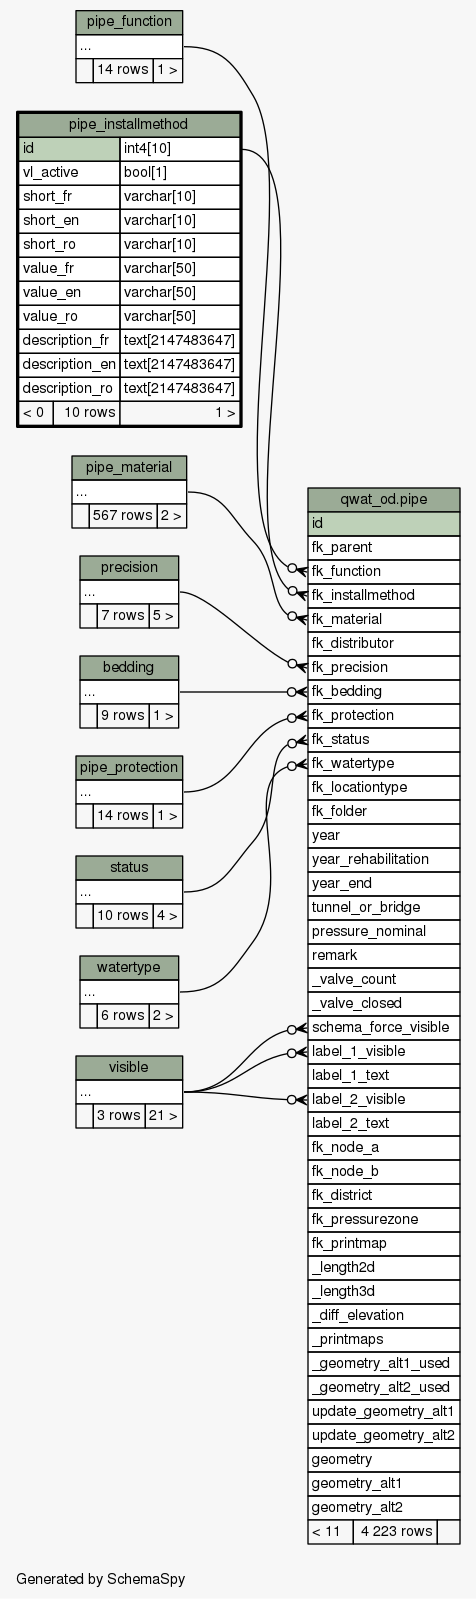 pipe_function
...
14 rows 1 >
pipe_installmethod
id int4[10]
vl_active bool[1]
short_fr varchar[10]
short_en varchar[10]
short_ro varchar[10]
value_fr varchar[50]
value_en varchar[50]
value_ro varchar[50]
description_fr text[2147483647]
description_en text[2147483647]
description_ro text[2147483647]
< 0 10 rows 1 >
pipe_material
...
567 rows 2 >
precision
...
7 rows 5 >
bedding
...
9 rows 1 >
pipe_protection
...
14 rows 1 >
status
...
10 rows 4 >
watertype
...
6 rows 2 >
visible
...
3 rows 21 >
qwat_od.pipe
id
fk_parent
fk_function
fk_installmethod
fk_material
fk_distributor
fk_precision
fk_bedding
fk_protection
fk_status
fk_watertype
fk_locationtype
fk_folder
year
year_rehabilitation
year_end
tunnel_or_bridge
pressure_nominal
remark
_valve_count
_valve_closed
schema_force_visible
label_1_visible
label_1_text
label_2_visible
label_2_text
fk_node_a
fk_node_b
fk_district
fk_pressurezone
fk_printmap
_length2d
_length3d
_diff_elevation
_printmaps
_geometry_alt1_used
_geometry_alt2_used
update_geometry_alt1
update_geometry_alt2
geometry
geometry_alt1
geometry_alt2
< 11 4 223 rows
Generated by SchemaSpy